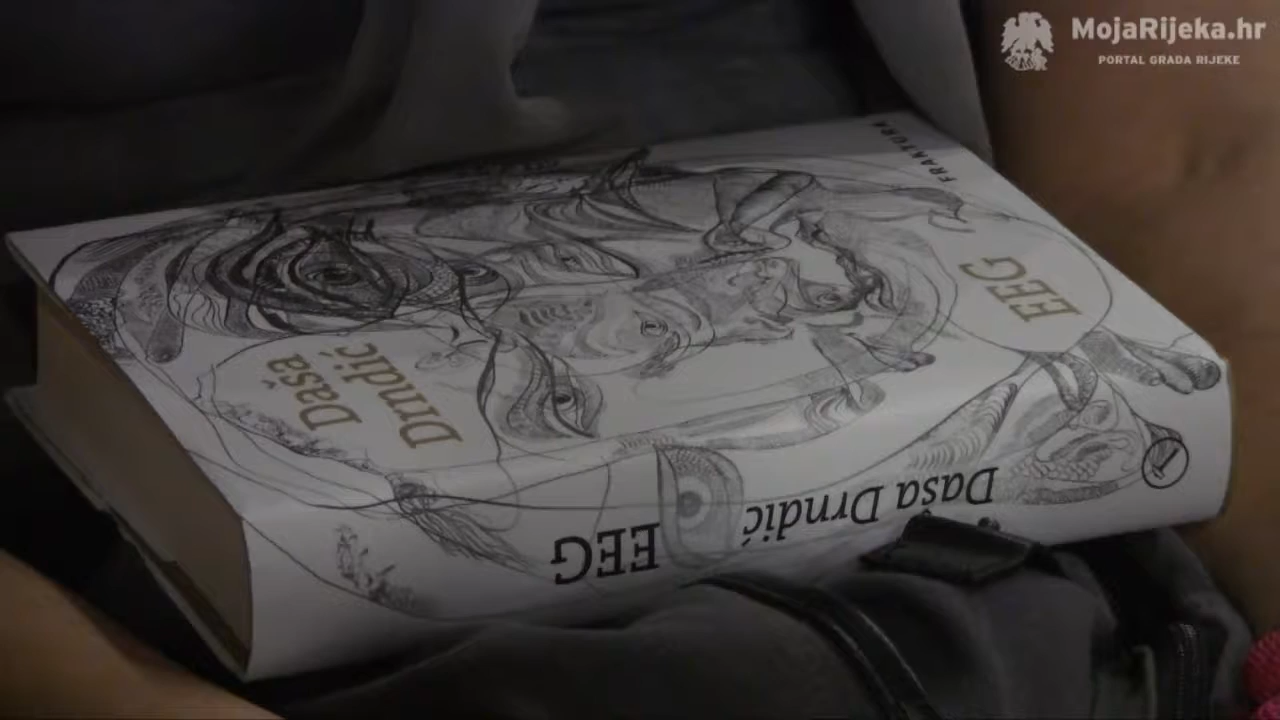 MojaRijeka.hr
PORTAL GRADA RIJEKE
FRAKTURA
EEG
Daša
Drndić
Daša Drndić
EEG